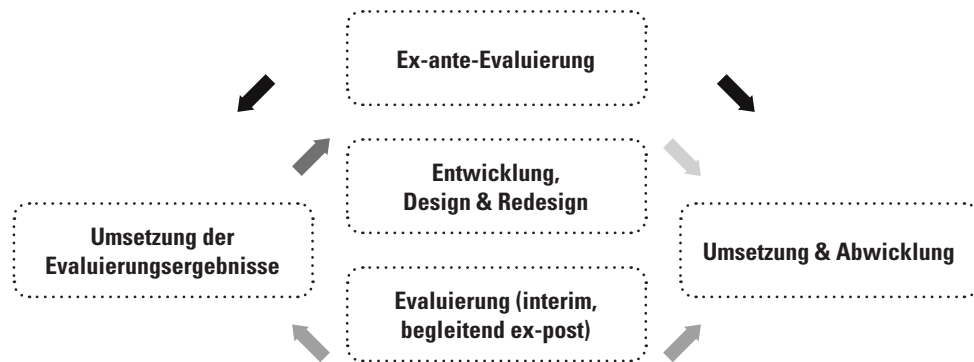 Ex-ante-Evaluierung
Entwicklung,
Design & Redesign
Umsetzung der
Evaluierungsergebnisse
Umsetzung & Abwicklung
Evaluierung (interim,
begleitend ex-post)